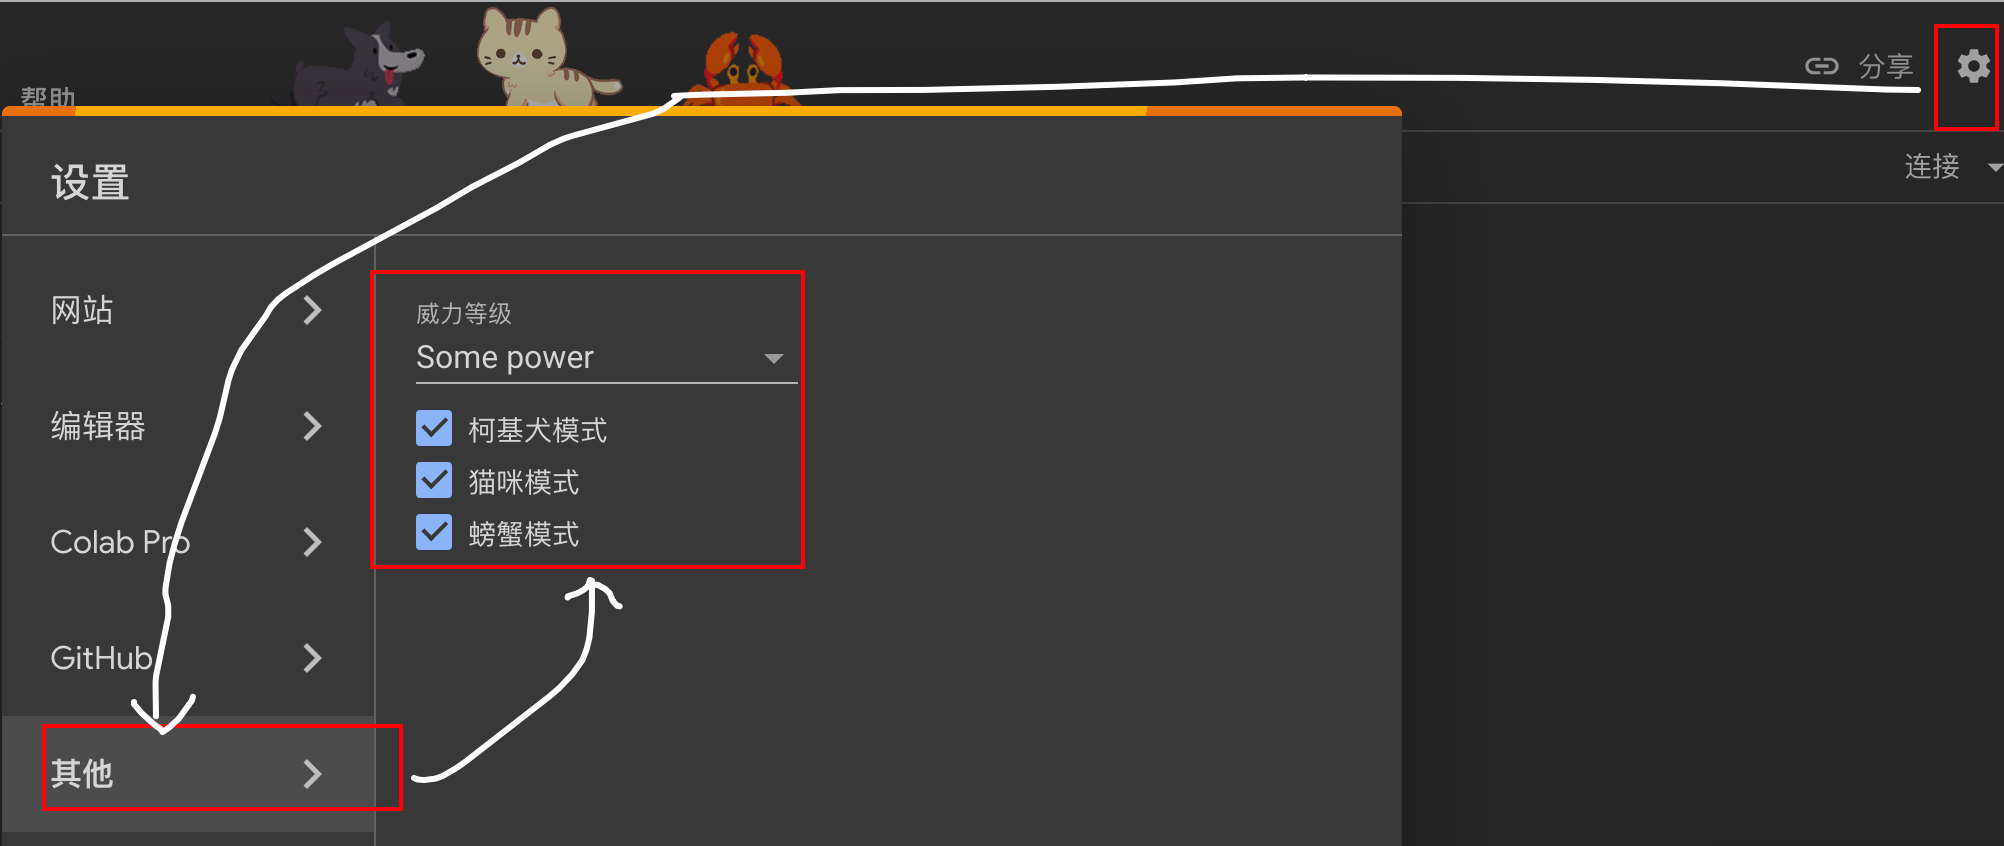 帮助
分享
连接
设置
网站
编辑器
Colab Pro
GitHub
其他
威力等级
Some power
柯基犬模式
猫咪模式
螃蟹模式